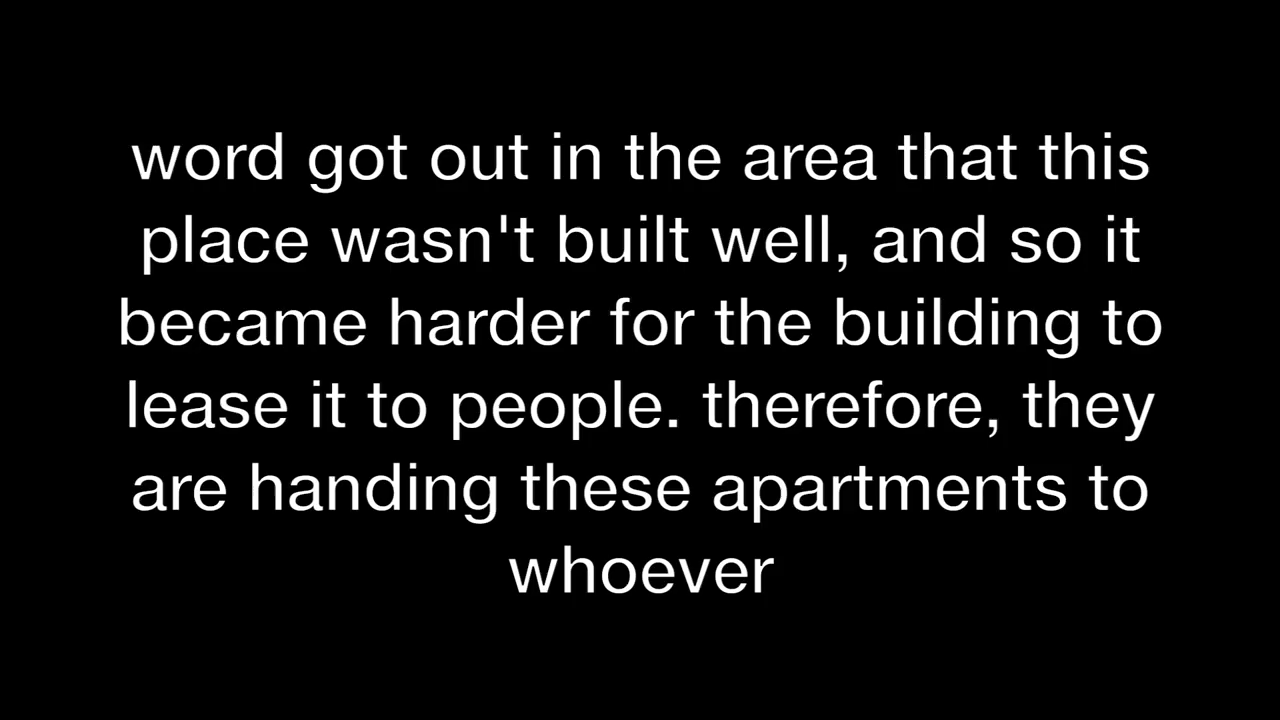 word got out in the area that this
place wasn't built well, and so it
became harder for the building to
lease it to people. therefore, they
are handing these apartments to
whoever